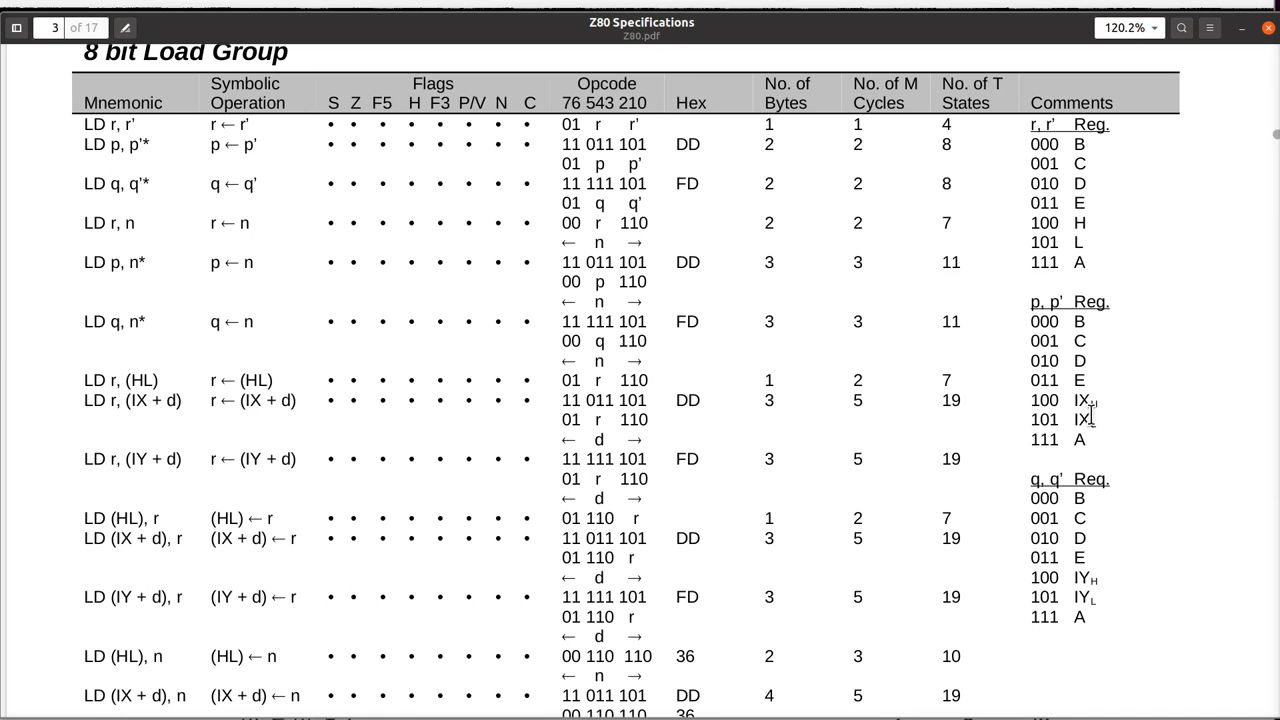 3 of 17
Z80 Specifications
Z80.pdf
120.2%
8 bit Load Group
Symbolic Flags Opcode No. of No. of M No. of T
Mnemonic Operation S Z F5 H F3 P/V N C 76 543 210 Hex Bytes Cycles States Comments
LD r, r’ r ← r’ • • • • • • • • 01 r r’ 1 1 4 r, r’ Reg.
LD p, p’* p ← p’ • • • • • • • • 11 011 101 DD 2 2 8 000 B
01 p p’ 001 C
LD q, q’* q ← q’ • • • • • • • • 11 111 101 FD 2 2 8 010 D
01 q q’ 011 E
LD r, n r ← n • • • • • • • • 00 r 110 2 2 7 100 H
← n → 101 L
LD p, n* p ← n • • • • • • • • 11 011 101 DD 3 3 11 111 A
00 p 110
← n → p, p’ Reg.
LD q, n* q ← n • • • • • • • • 11 111 101 FD 3 3 11 000 B
00 q 110 001 C
← n → 010 D
LD r, (HL) r ← (HL) • • • • • • • • 01 r 110 1 2 7 011 E
LD r, (IX + d) r ← (IX + d) • • • • • • • • 11 011 101 DD 3 5 19 100 IXH
01 r 110 101 IXL
← d → 111 A
LD r, (IY + d) r ← (IY + d) • • • • • • • • 11 111 101 FD 3 5 19
01 r 110 q, q’ Reg.
← d → 000 B
LD (HL), r (HL) ← r • • • • • • • • 01 110 r 1 2 7 001 C
LD (IX + d), r (IX + d) ← r • • • • • • • • 11 011 101 DD 3 5 19 010 D
01 110 r 011 E
← d → 100 IYH
LD (IY + d), r (IY + d) ← r • • • • • • • • 11 111 101 FD 3 5 19 101 IYL
01 110 r 111 A
← d →
LD (HL), n (HL) ← n • • • • • • • • 00 110 110 36 2 3 10
← n →
LD (IX + d), n (IX + d) ← n • • • • • • • • 11 011 101 DD 4 5 19
00 110 110 36